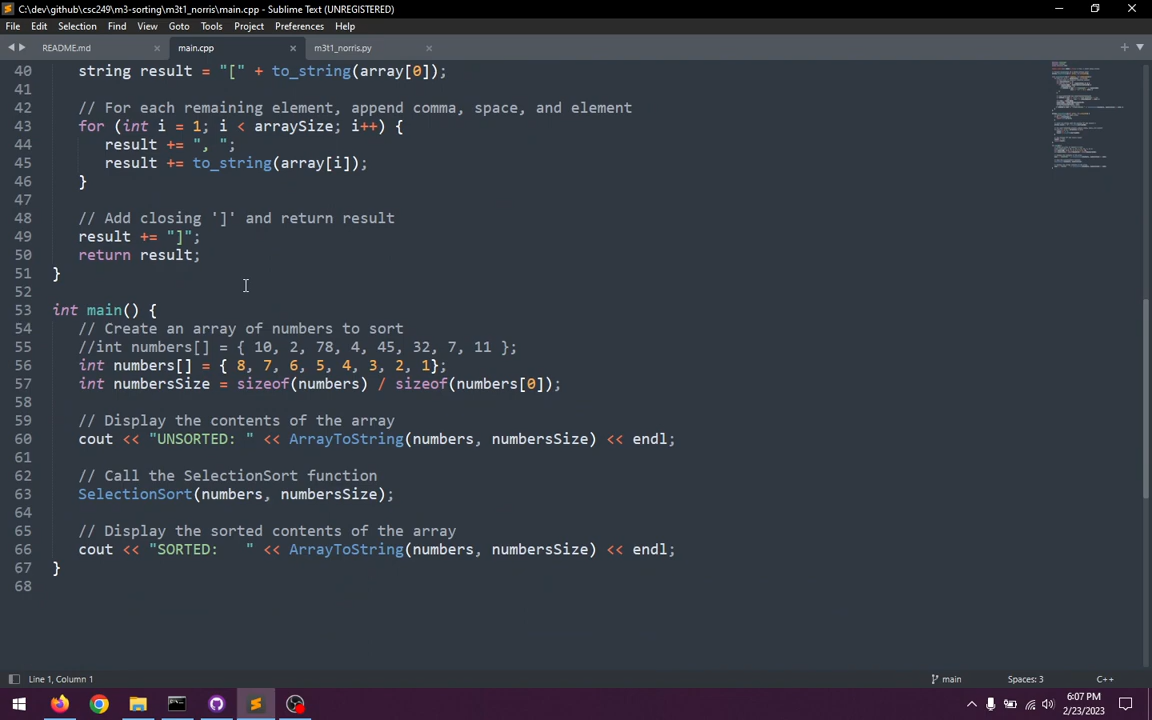 C:\dev\github\csc249\m3-sorting\m3t1_norris\main.cpp - Sublime Text (UNREGISTERED)
File Edit Selection Find View Goto Tools Project Preferences Help
README.md main.cpp m3t1_norris.py
40 string result = "[" + to_string(array[0]);
41
42 // For each remaining element, append comma, space, and element
43 for (int i = 1; i < arraySize; i++) {
44 result += ", ";
45 result += to_string(array[i]);
46 }
47
48 // Add closing ']' and return result
49 result += "]";
50 return result;
51 }
52
53 int main() {
54 // Create an array of numbers to sort
55 //int numbers[] = { 10, 2, 78, 4, 45, 32, 7, 11 };
56 int numbers[] = { 8, 7, 6, 5, 4, 3, 2, 1};
57 int numbersSize = sizeof(numbers) / sizeof(numbers[0]);
58
59 // Display the contents of the array
60 cout << "UNSORTED: " << ArrayToString(numbers, numbersSize) << endl;
61
62 // Call the SelectionSort function
63 SelectionSort(numbers, numbersSize);
64
65 // Display the sorted contents of the array
66 cout << "SORTED:   " << ArrayToString(numbers, numbersSize) << endl;
67 }
68
Line 1, Column 1 main Spaces: 3 C++
6:07 PM
2/23/2023